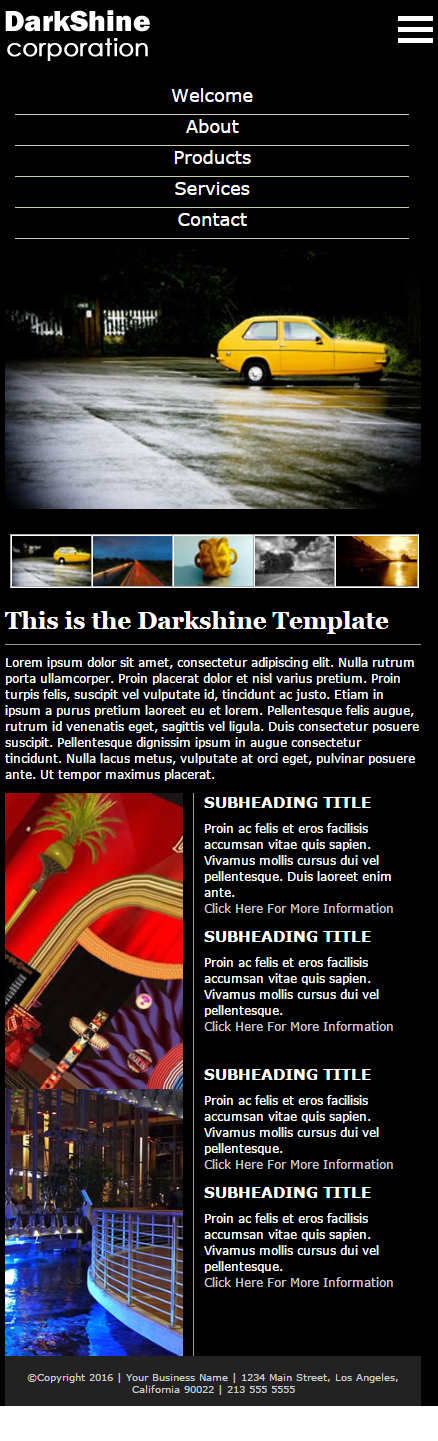 DarkShine
corporation
Welcome
About
Products
Services
Contact
This is the Darkshine Template
Lorem ipsum dolor sit amet, consectetur adipiscing elit. Nulla rutrum
porta ullamcorper. Proin placerat dolor et nisl varius pretium. Proin
turpis felis, suscipit vel vulputate id, tincidunt ac justo. Etiam in
ipsum a purus pretium laoreet eu et lorem. Pellentesque felis augue,
rutrum id venenatis eget, sagittis vel ligula. Duis consectetur posuere
suscipit. Pellentesque dignissim ipsum in augue consectetur
tincidunt. Nulla lacus metus, vulputate at orci eget, pulvinar posuere
ante. Ut tempor maximus placerat.
SUBHEADING TITLE
Proin ac felis et eros facilisis
accumsan vitae quis sapien.
Vivamus mollis cursus dui vel
pellentesque. Duis laoreet enim
ante.
Click Here For More Information
SUBHEADING TITLE
Proin ac felis et eros facilisis
accumsan vitae quis sapien.
Vivamus mollis cursus dui vel
pellentesque.
Click Here For More Information
SUBHEADING TITLE
Proin ac felis et eros facilisis
accumsan vitae quis sapien.
Vivamus mollis cursus dui vel
pellentesque.
Click Here For More Information
SUBHEADING TITLE
Proin ac felis et eros facilisis
accumsan vitae quis sapien.
Vivamus mollis cursus dui vel
pellentesque.
Click Here For More Information
©Copyright 2016 | Your Business Name | 1234 Main Street, Los Angeles,
California 90022 | 213 555 5555